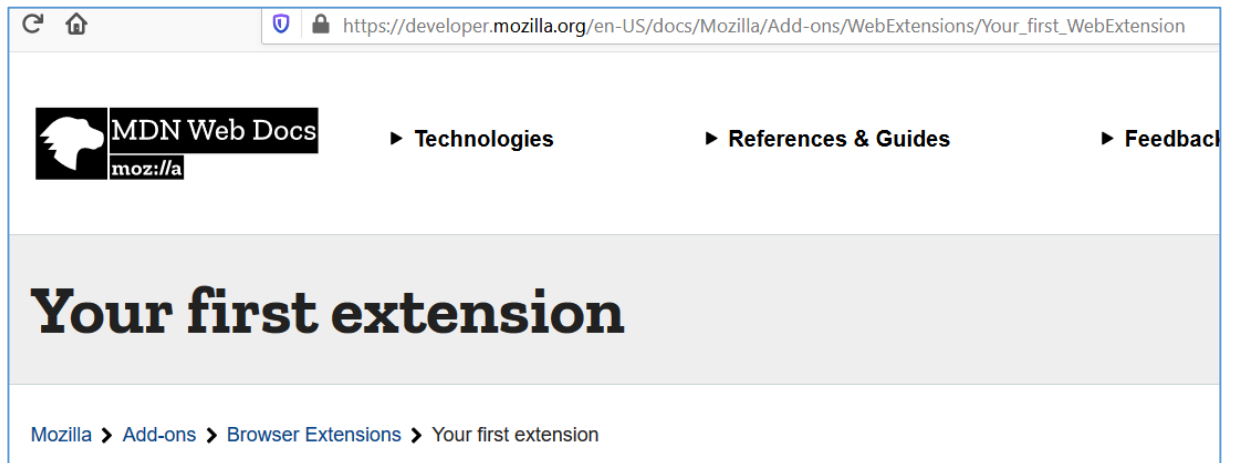 https://developer.mozilla.org/en-US/docs/Mozilla/Add-ons/WebExtensions/Your_first_WebExtension
MDN Web Docs
moz://a
Technologies
References & Guides
Feedback
Your first extension
Mozilla > Add-ons > Browser Extensions > Your first extension